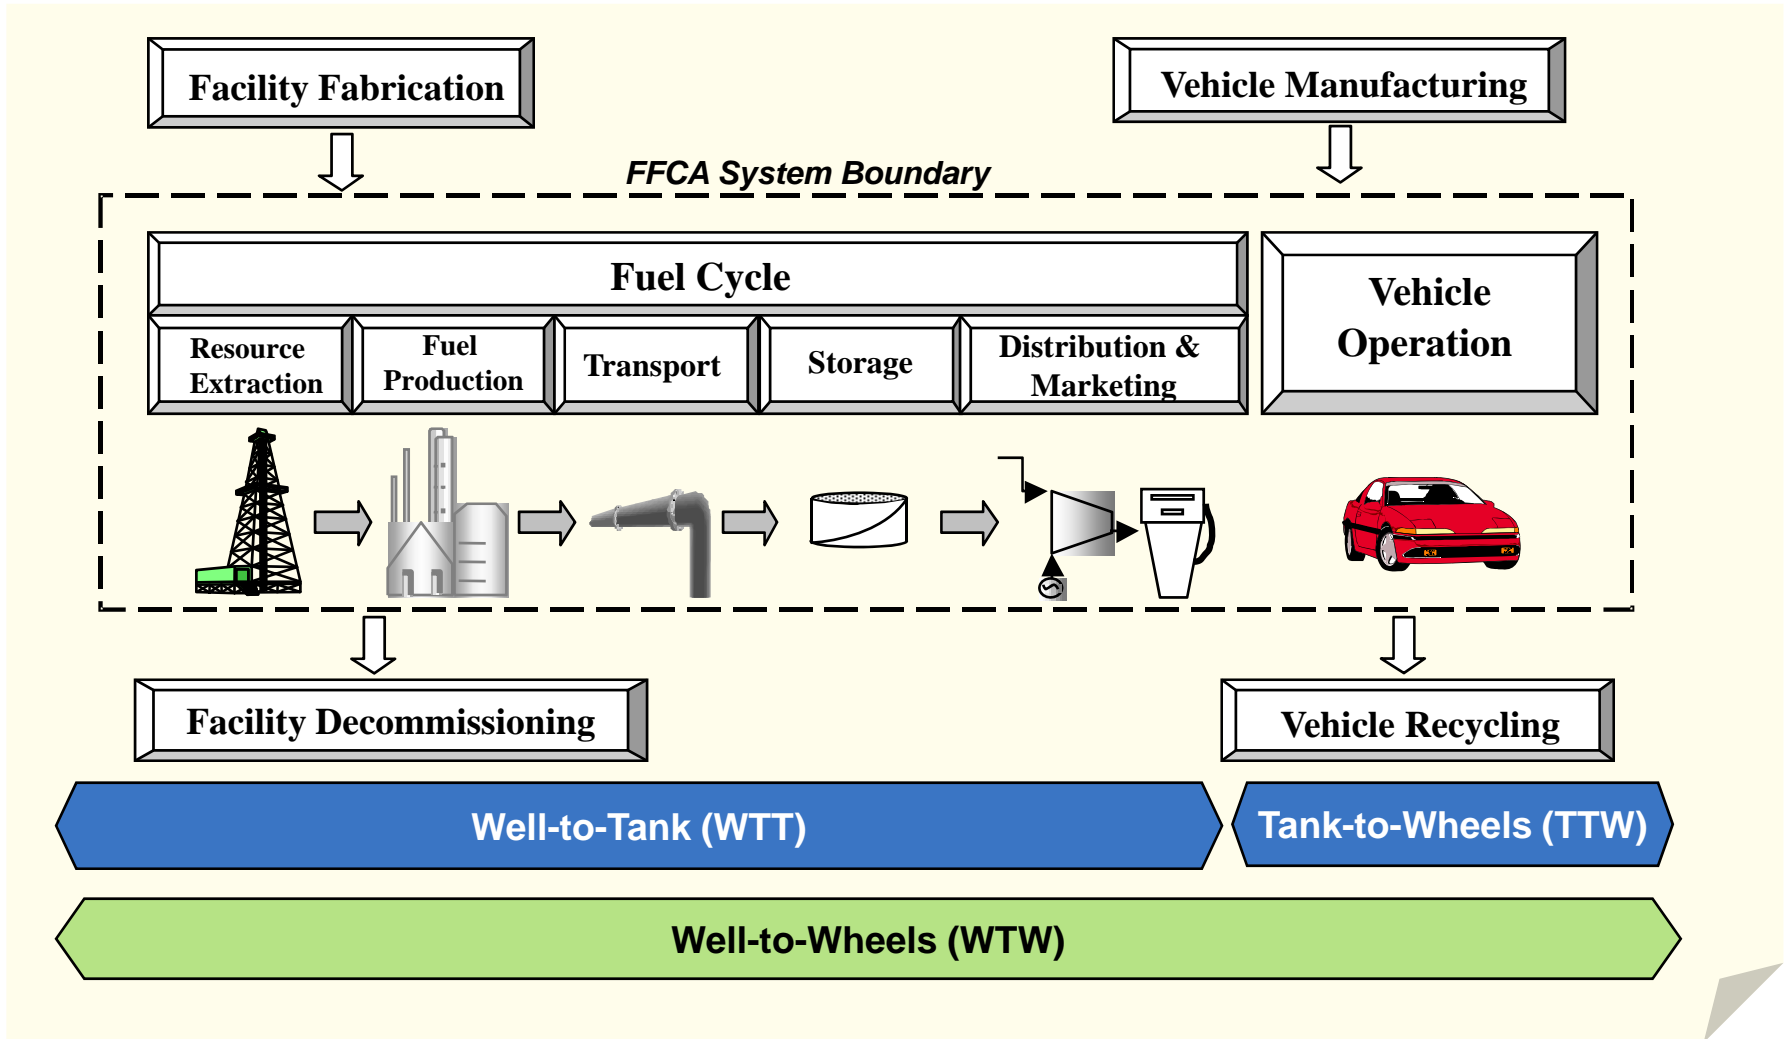 Facility Fabrication
Vehicle Manufacturing
FFCA System Boundary
Fuel Cycle
Vehicle
Operation
Resource
Extraction
Fuel
Production
Transport
Storage
Distribution &
Marketing
Facility Decommissioning
Vehicle Recycling
Well-to-Tank (WTT)
Tank-to-Wheels (TTW)
Well-to-Wheels (WTW)